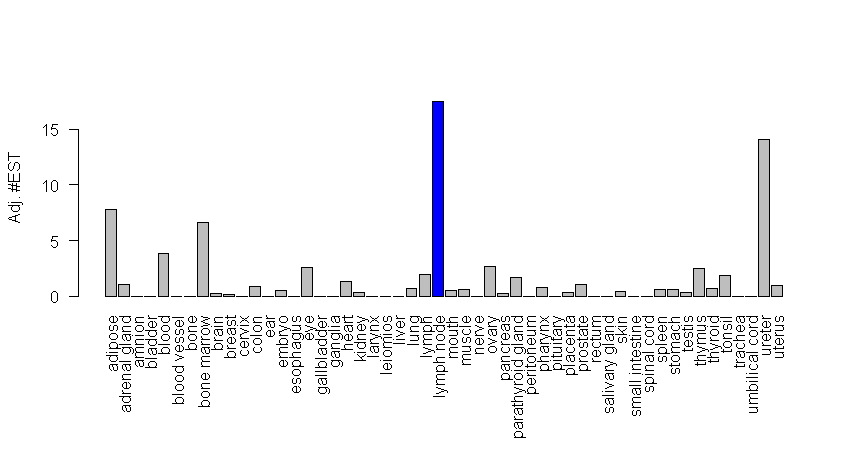 Adj. #EST
15
10
5
0
adipose
adrenal gland
amnion
bladder
blood
blood vessel
bone
bone marrow
brain
breast
cervix
colon
ear
embryo
esophagus
eye
gallbladder
ganglia
heart
kidney
larynx
leiomios
liver
lung
lymph
lymph node
mouth
muscle
nerve
ovary
pancreas
parathyroid gland
peritoneum
pharynx
pituitary
placenta
prostate
rectum
salivary gland
skin
small intestine
spinal cord
spleen
stomach
testis
thymus
thyroid
tonsil
trachea
umbilical cord
ureter
uterus